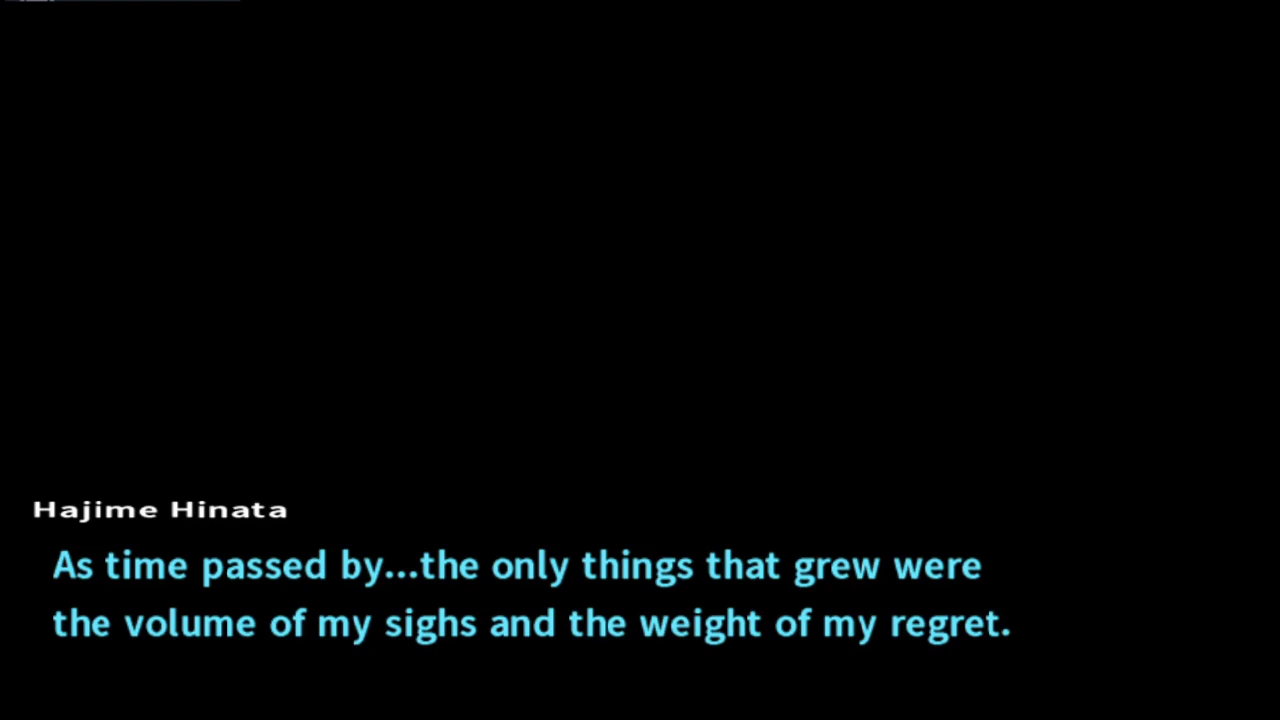 Hajime Hinata
As time passed by...the only things that grew were
the volume of my sighs and the weight of my regret.